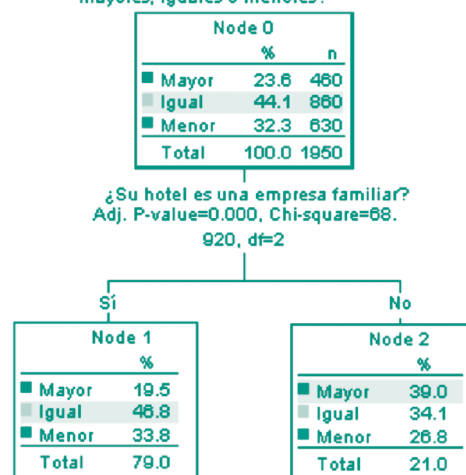 mayores, iguales o menores?
Node 0
% n
Mayor 23.6 460
Igual 44.1 860
Menor 32.3 630
Total 100.0 1950
¿Su hotel es una empresa familiar?
Adj. P-value=0.000, Chi-square=68.
920, df=2
Sí
No
Node 1
%
Mayor 19.5
Igual 46.8
Menor 33.8
Total 79.0
Node 2
%
Mayor 39.0
Igual 34.1
Menor 26.8
Total 21.0